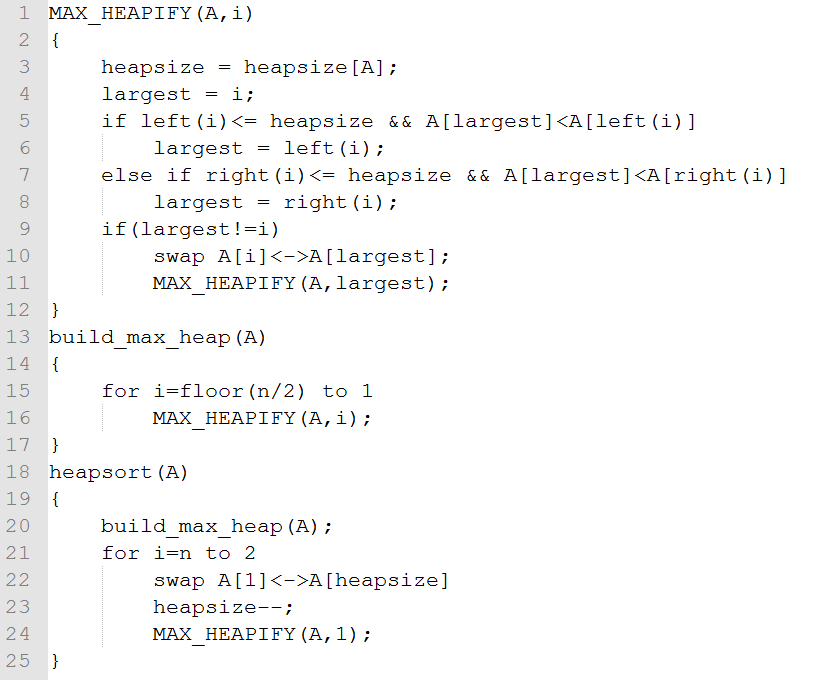 1 MAX_HEAPIFY(A,i)
2 {
3 heapsize = heapsize[A];
4 largest = i;
5 if left(i)<= heapsize && A[largest]<A[left(i)]
6 largest = left(i);
7 else if right(i)<= heapsize && A[largest]<A[right(i)]
8 largest = right(i);
9 if(largest!=i)
10 swap A[i]<->A[largest];
11 MAX_HEAPIFY(A,largest);
12 }
13 build_max_heap(A)
14 {
15 for i=floor(n/2) to 1
16 MAX_HEAPIFY(A,i);
17 }
18 heapsort(A)
19 {
20 build_max_heap(A);
21 for i=n to 2
22 swap A[1]<->A[heapsize]
23 heapsize--;
24 MAX_HEAPIFY(A,1);
25 }